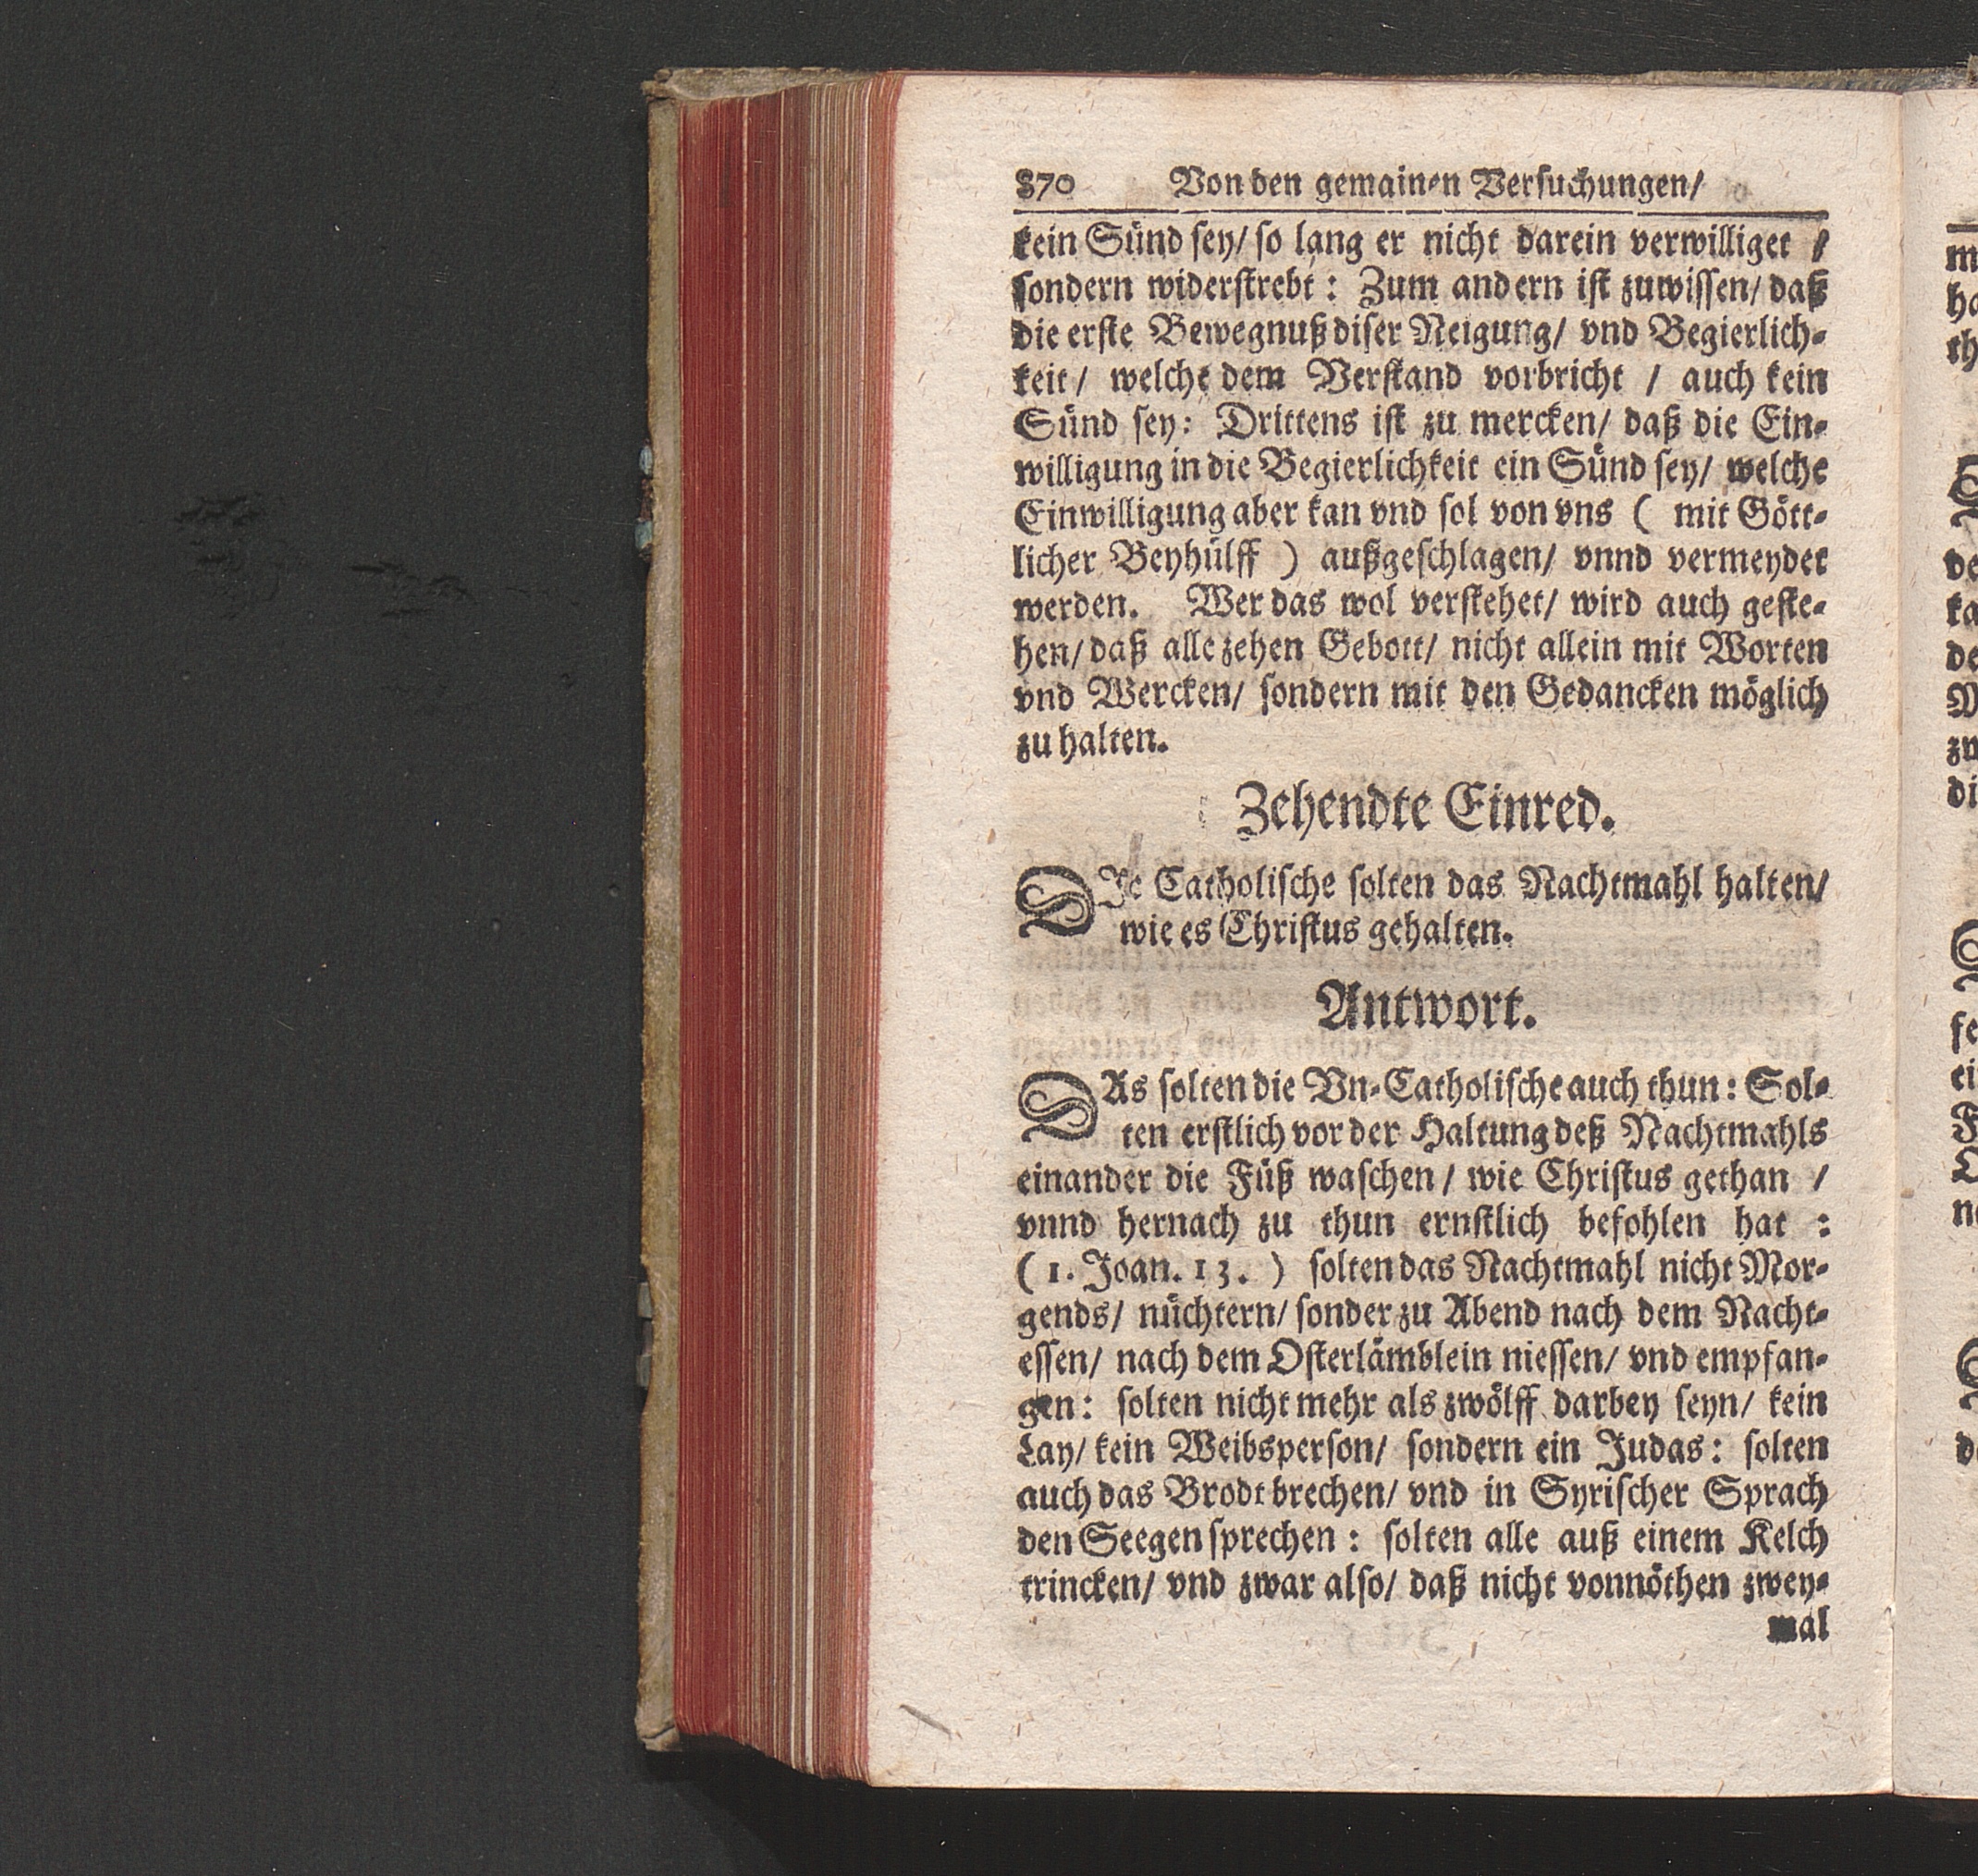 870 Von den gemainen Versuchungen/
kein Sünd sey/ so lang er nicht darein verwilliget /
sondern widerstrebt : Zum andern ist zuwissen/ daß
die erste Bewegnuß diser Neigung/ vnd Begierlich-
keit/ welche dem Verstand vorbricht / auch kein
Sünd sey: Drittens ist zu mercken/ daß die Ein-
willigung in die Begierlichkeit ein Sünd sey/ welche
Einwilligung aber kan vnd sol von vns ( mit Gött-
licher Beyhülff ) außgeschlagen/ vnnd vermeydet
werden. Wer das wol verstehet/ wird auch geste-
hen/ daß alle zehen Gebott/ nicht allein mit Worten
vnd Wercken/ sondern mit den Gedancken möglich
zu halten.
Zehendte Einred.
DIe Catholische solten das Nachtmahl halten/
wie es Christus gehalten.
Antwort.
DAs solten die Vn-Catholische auch thun: Sol-
ten erstlich vor der Haltung deß Nachtmahls
einander die Füß waschen/ wie Christus gethan /
vnnd hernach zu thun ernstlich befohlen hat :
( 1. Joan. 13. ) solten das Nachtmahl nicht Mor-
gends/ nüchtern/ sonder zu Abend nach dem Nacht-
essen/ nach dem Osterlämblein niessen/ vnd empfan-
gen: solten nicht mehr als zwölff darbey seyn/ kein
Lay/ kein Weibsperson/ sondern ein Judas: solten
auch das Brodt brechen/ vnd in Syrischer Sprach
den Seegen sprechen : solten alle auß einem Kelch
trincken/ vnd zwar also/ daß nicht vonnöthen zwey-
mal